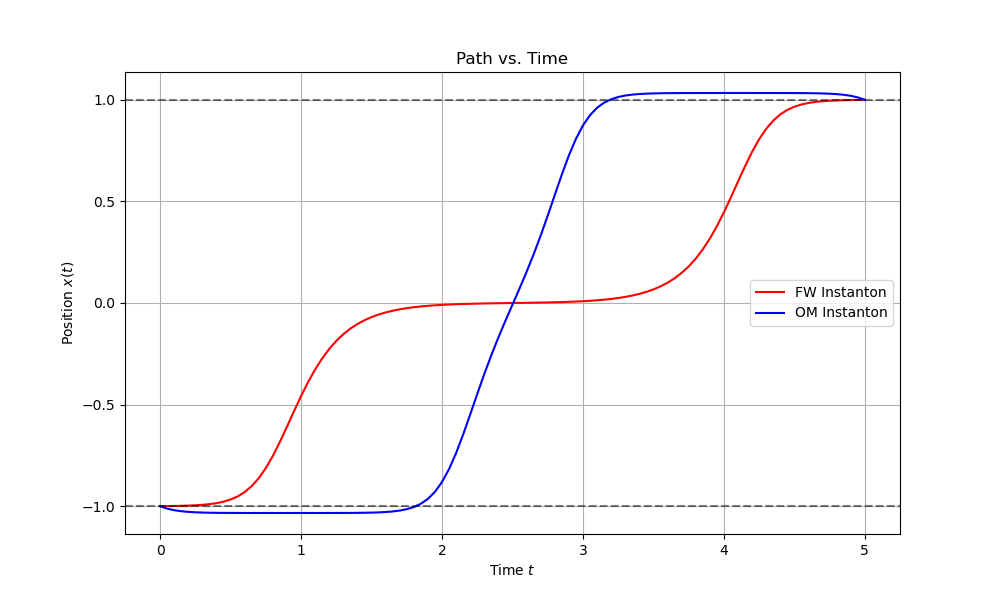 Path vs. Time
Position x(t)
1.0
0.5
0.0
−0.5
−1.0
FW Instanton
OM Instanton
0 1 2 3 4 5
Time t